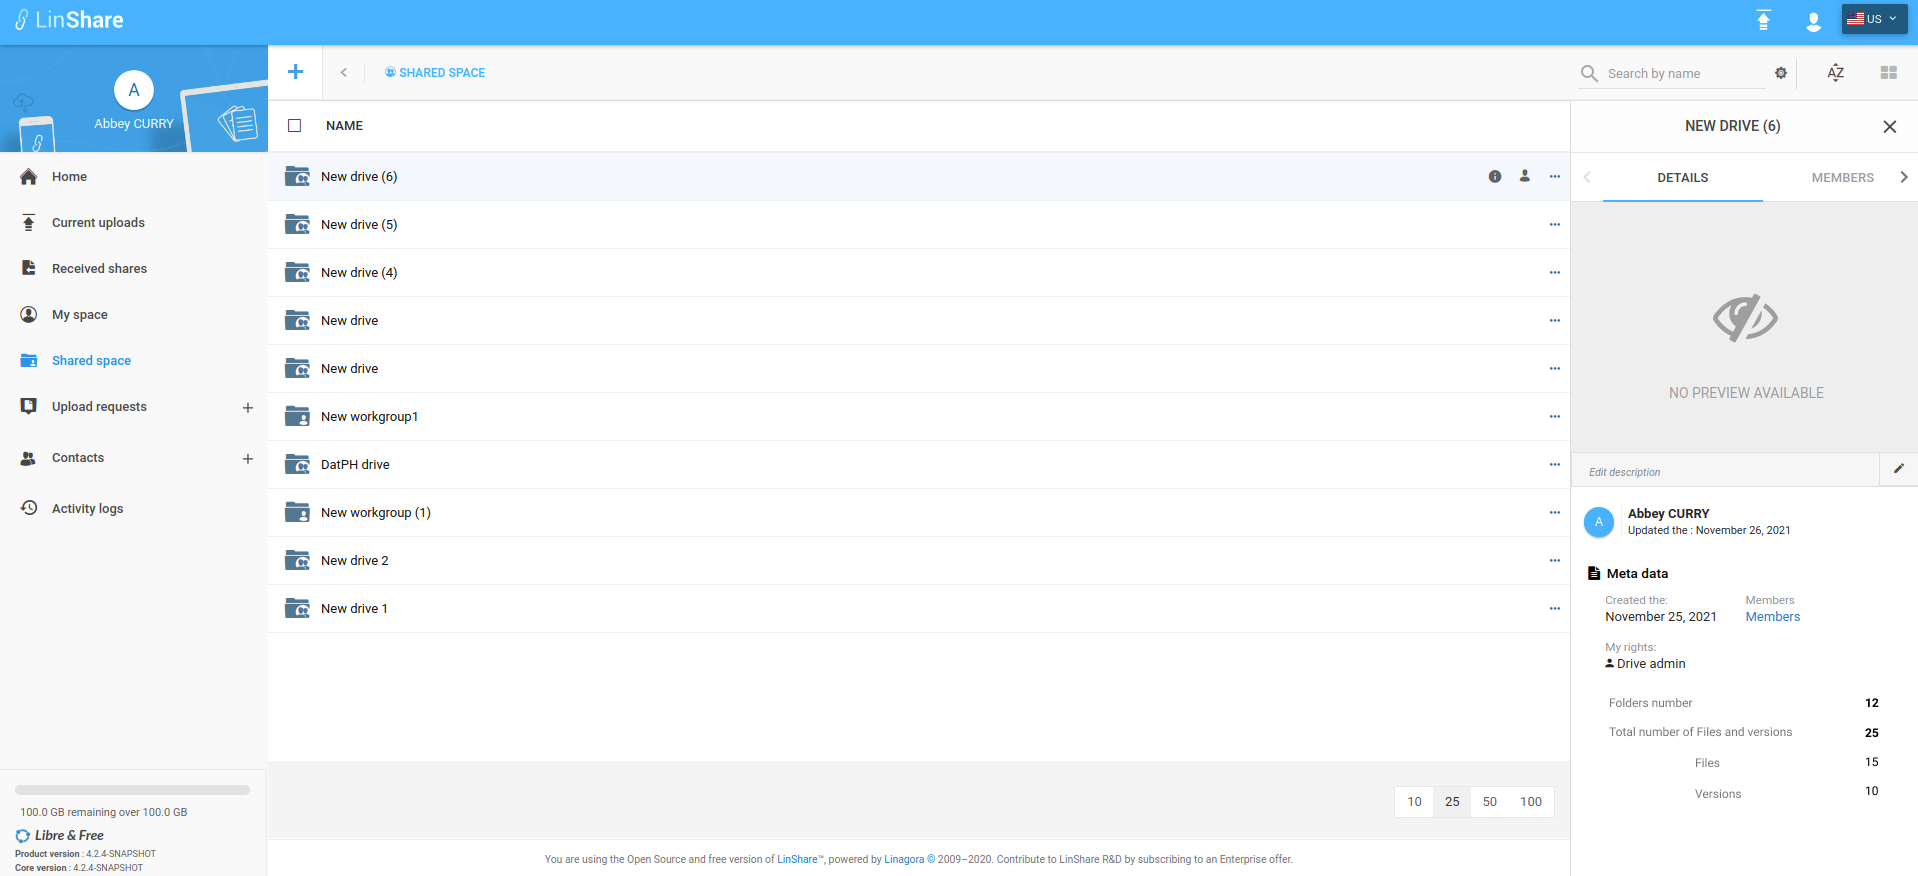 LinShare
US
A
Abbey CURRY
Home
Current uploads
Received shares
My space
Shared space
Upload requests
Contacts
Activity logs
100.0 GB remaining over 100.0 GB
Libre & Free
Product version : 4.2.4-SNAPSHOT
Core version : 4.2.4-SNAPSHOT
SHARED SPACE
Search by name
AZ
NAME
New drive (6)
New drive (5)
New drive (4)
New drive
New drive
New workgroup1
DatPH drive
New workgroup (1)
New drive 2
New drive 1
10 25 50 100
You are using the Open Source and free version of LinShare™, powered by Linagora © 2009–2020. Contribute to LinShare R&D by subscribing to an Enterprise offer.
NEW DRIVE (6)
DETAILS MEMBERS
NO PREVIEW AVAILABLE
Edit description
A
Abbey CURRY
Updated the : November 26, 2021
Meta data
Created the: Members
November 25, 2021 Members
My rights:
Drive admin
Folders number 12
Total number of Files and versions 25
Files 15
Versions 10